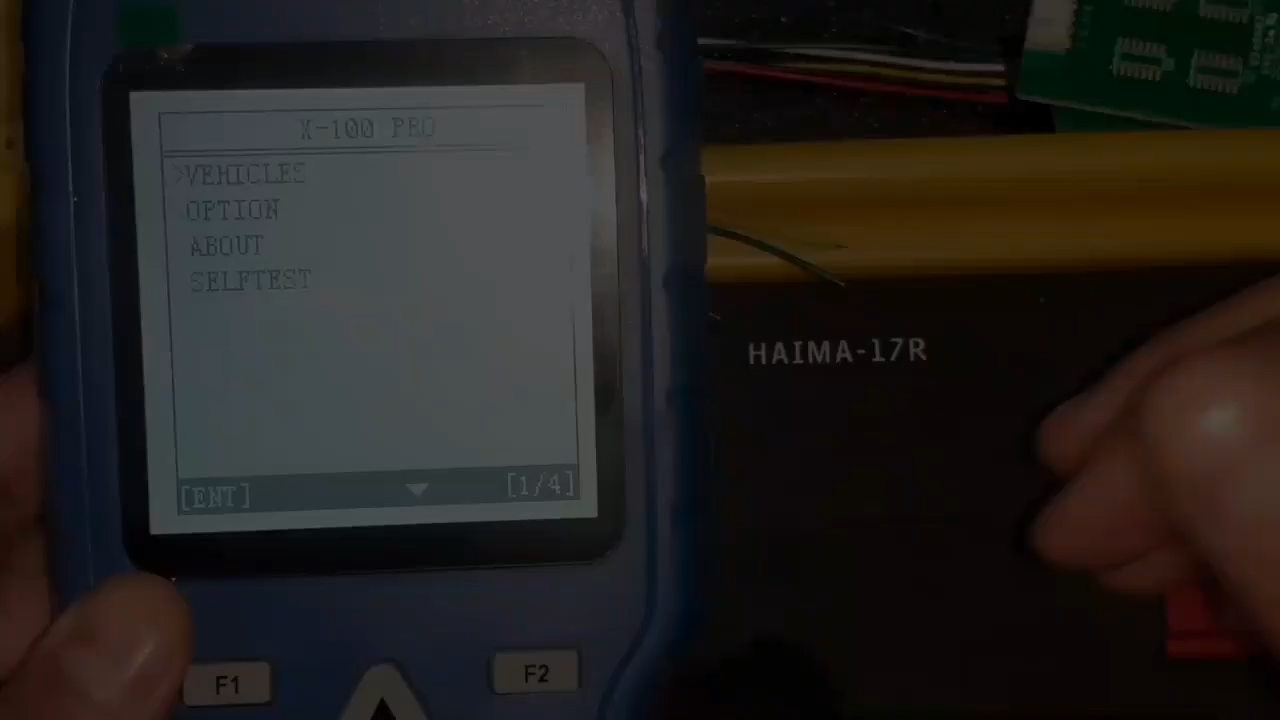 X-100 PRO
>VEHICLES
OPTION
ABOUT
SELFTEST
[ENT] [1/4]
HAIMA-17R
F1 F2